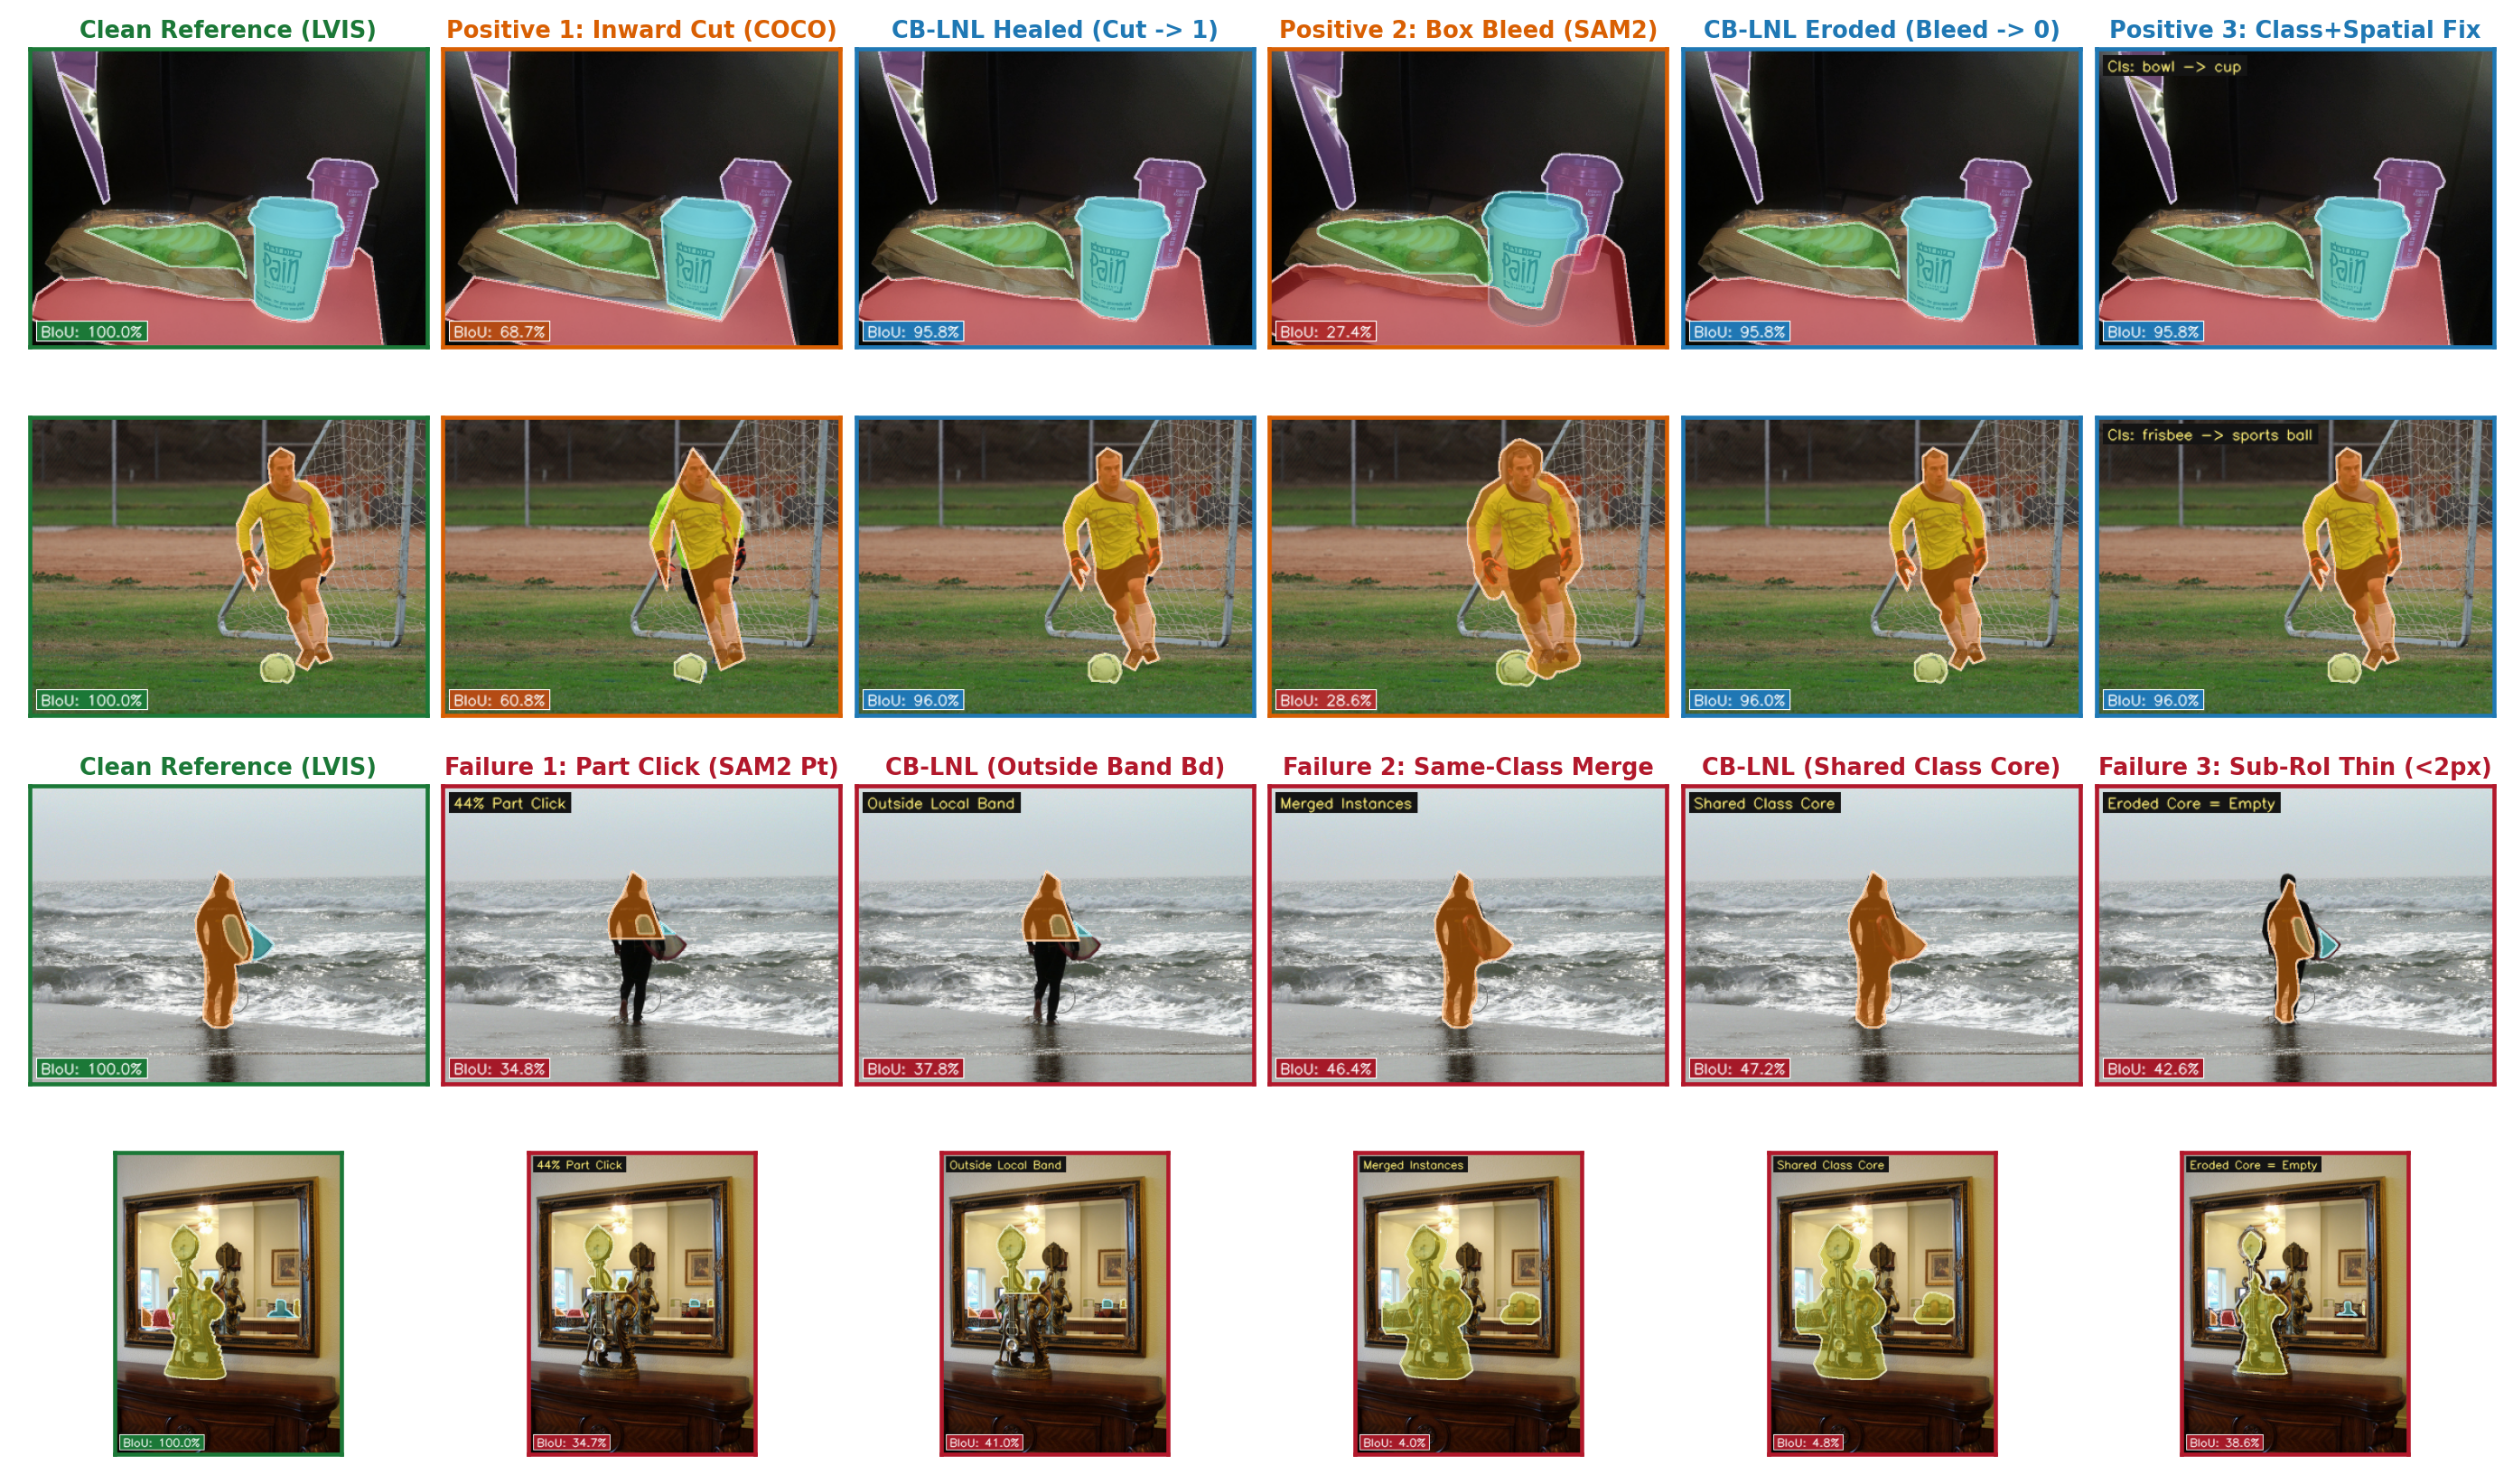 Clean Reference (LVIS)
Positive 1: Inward Cut (COCO)
CB-LNL Healed (Cut -> 1)
Positive 2: Box Bleed (SAM2)
CB-LNL Eroded (Bleed -> 0)
Positive 3: Class+Spatial Fix
Cls: bowl -> cup
Pain
Pain
Pain
Pain
Pain
Pain
BIoU: 100.0%
BIoU: 68.7%
BIoU: 95.8%
BIoU: 27.4%
BIoU: 95.8%
BIoU: 95.8%
Cls: frisbee -> sports ball
BIoU: 100.0%
BIoU: 60.8%
BIoU: 96.0%
BIoU: 28.6%
BIoU: 96.0%
BIoU: 96.0%
Clean Reference (LVIS)
Failure 1: Part Click (SAM2 Pt)
CB-LNL (Outside Band Bd)
Failure 2: Same-Class Merge
CB-LNL (Shared Class Core)
Failure 3: Sub-RoI Thin (<2px)
44% Part Click
Outside Local Band
Merged Instances
Shared Class Core
Eroded Core = Empty
BIoU: 100.0%
BIoU: 34.8%
BIoU: 37.8%
BIoU: 46.4%
BIoU: 47.2%
BIoU: 42.6%
44% Part Click
Outside Local Band
Merged Instances
Shared Class Core
Eroded Core = Empty
BIoU: 100.0%
BIoU: 34.7%
BIoU: 41.0%
BIoU: 4.0%
BIoU: 4.8%
BIoU: 38.6%